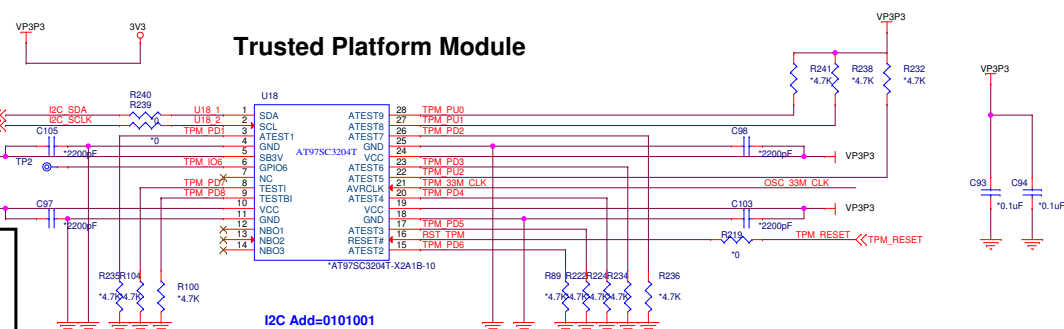 VP3P3
3V3
Trusted Platform Module
VP3P3
R241
R238
R232
*4.7K
*4.7K
*4.7K
VP3P3
R240
R239
U18
I2C_SDA
I2C_SCLK
U18_1
U18_2
*0
TPM_PD1
C105
*2200pF
TP2
TPM_IO6
TPM_PD7
TPM_PD8
C97
*2200pF
1 SDA
2 SCL
3 ATEST1
4 GND
5 SB3V
6 GPIO6
7 NC
8 TESTI
9 TESTBI
10 VCC
11 GND
12 NBO1
13 NBO2
14 NBO3
AT97SC3204T
ATEST9 28 TPM_PU0
ATEST8 27 TPM_PU1
ATEST7 26 TPM_PD2
GND 25
VCC 24
ATEST6 23 TPM_PD3
ATEST5 22 TPM_PU2
AVRCLK 21 TPM_33M_CLK
ATEST4 20 TPM_PD4
VCC 19
GND 18
ATEST3 17 TPM_PD5
RESET# 16 RST_TPM
ATEST2 15 TPM_PD6
*AT97SC3204T-X2A1B-10
C98
*2200pF
VP3P3
OSC_33M_CLK
C103
*2200pF
VP3P3
R219
*0
TPM_RESET
TPM_RESET
C93
*0.1uF
C94
*0.1uF
R235
R104
*4.7K
*4.7K
R100
*4.7K
R89
R222
R224
R234
*4.7K
*4.7K
*4.7K
*4.7K
R236
*4.7K
I2C Add=0101001